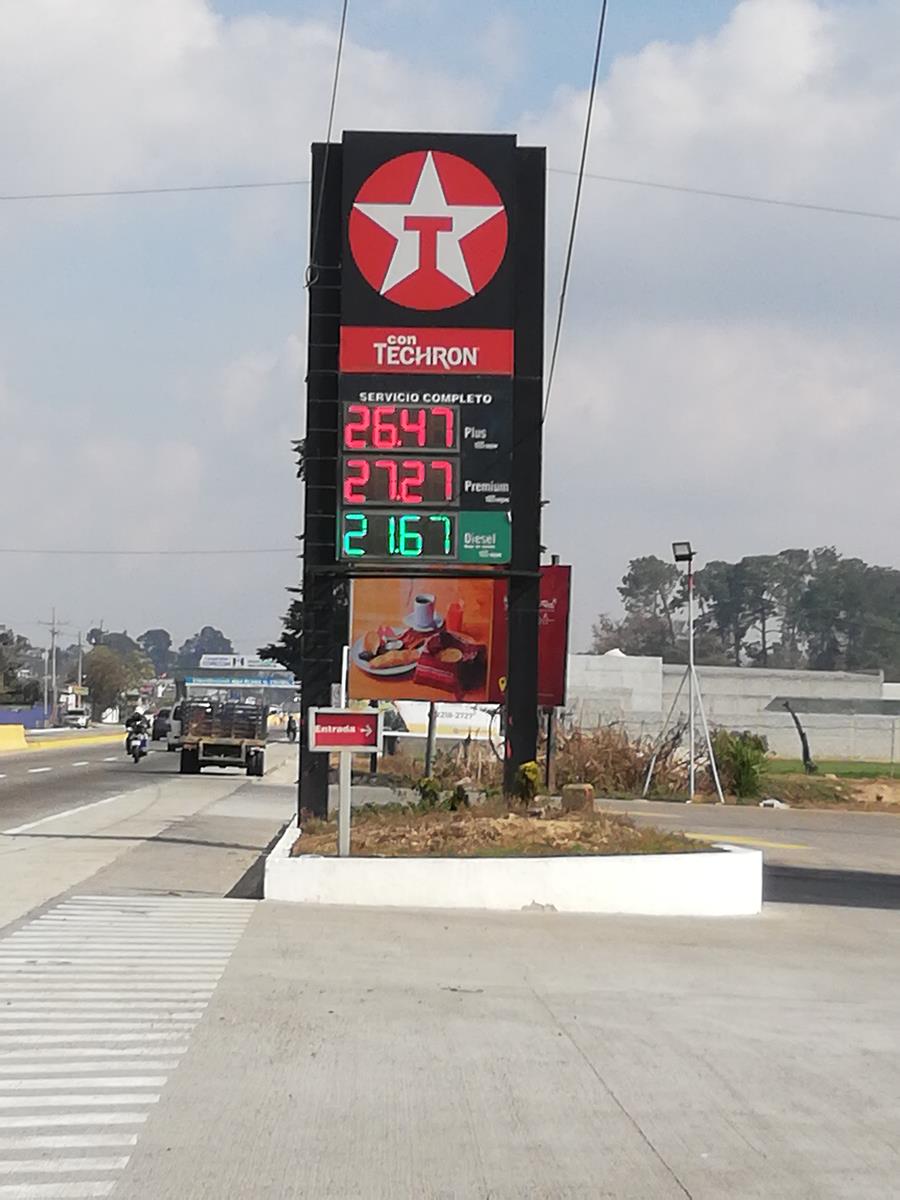 T
con
TECHRON
SERVICIO COMPLETO
26.47 Plus
27.27 Premium
21.67 Diesel
Entrada →